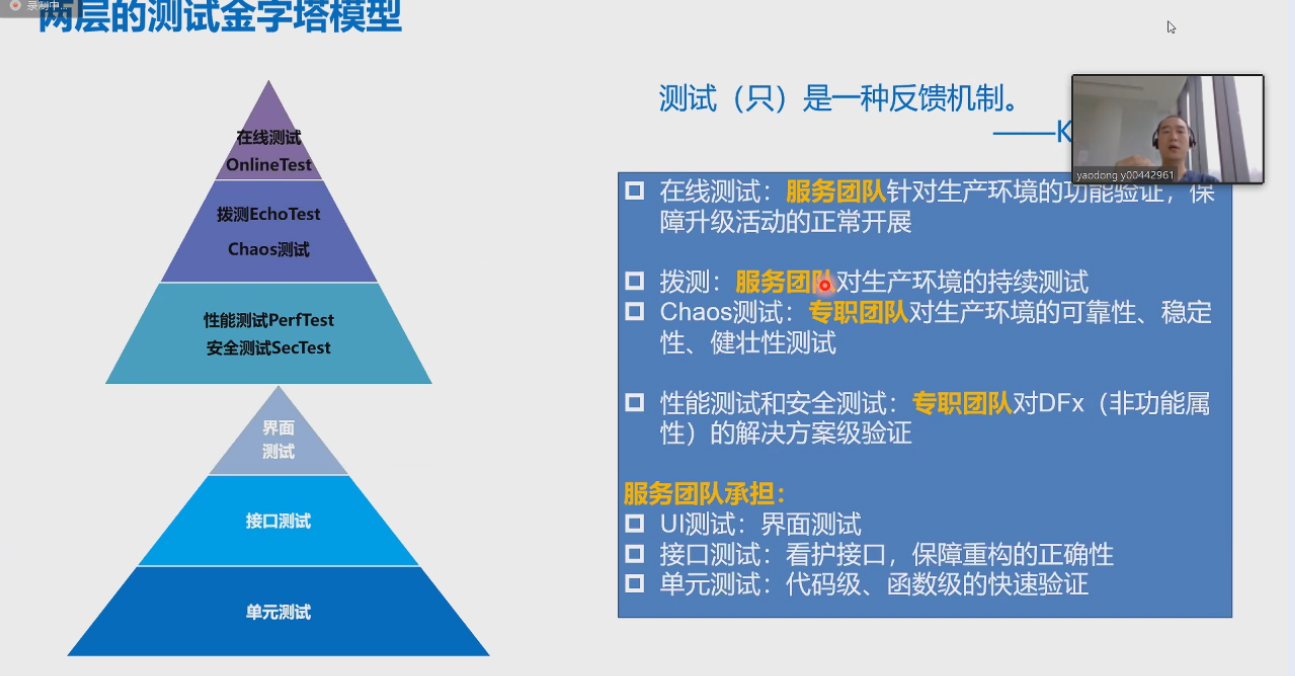 录制中...
两层的测试金字塔模型
在线测试
OnlineTest
拨测EchoTest
Chaos测试
性能测试PerfTest
安全测试SecTest
界面
测试
接口测试
单元测试
测试（只）是一种反馈机制。
——K
yaodong y00442961
在线测试：服务团队针对生产环境的功能验证，保
障升级活动的正常开展
拨测：服务团队对生产环境的持续测试
Chaos测试：专职团队对生产环境的可靠性、稳定
性、健壮性测试
性能测试和安全测试：专职团队对DFx（非功能属
性）的解决方案级验证
服务团队承担：
UI测试：界面测试
接口测试：看护接口，保障重构的正确性
单元测试：代码级、函数级的快速验证